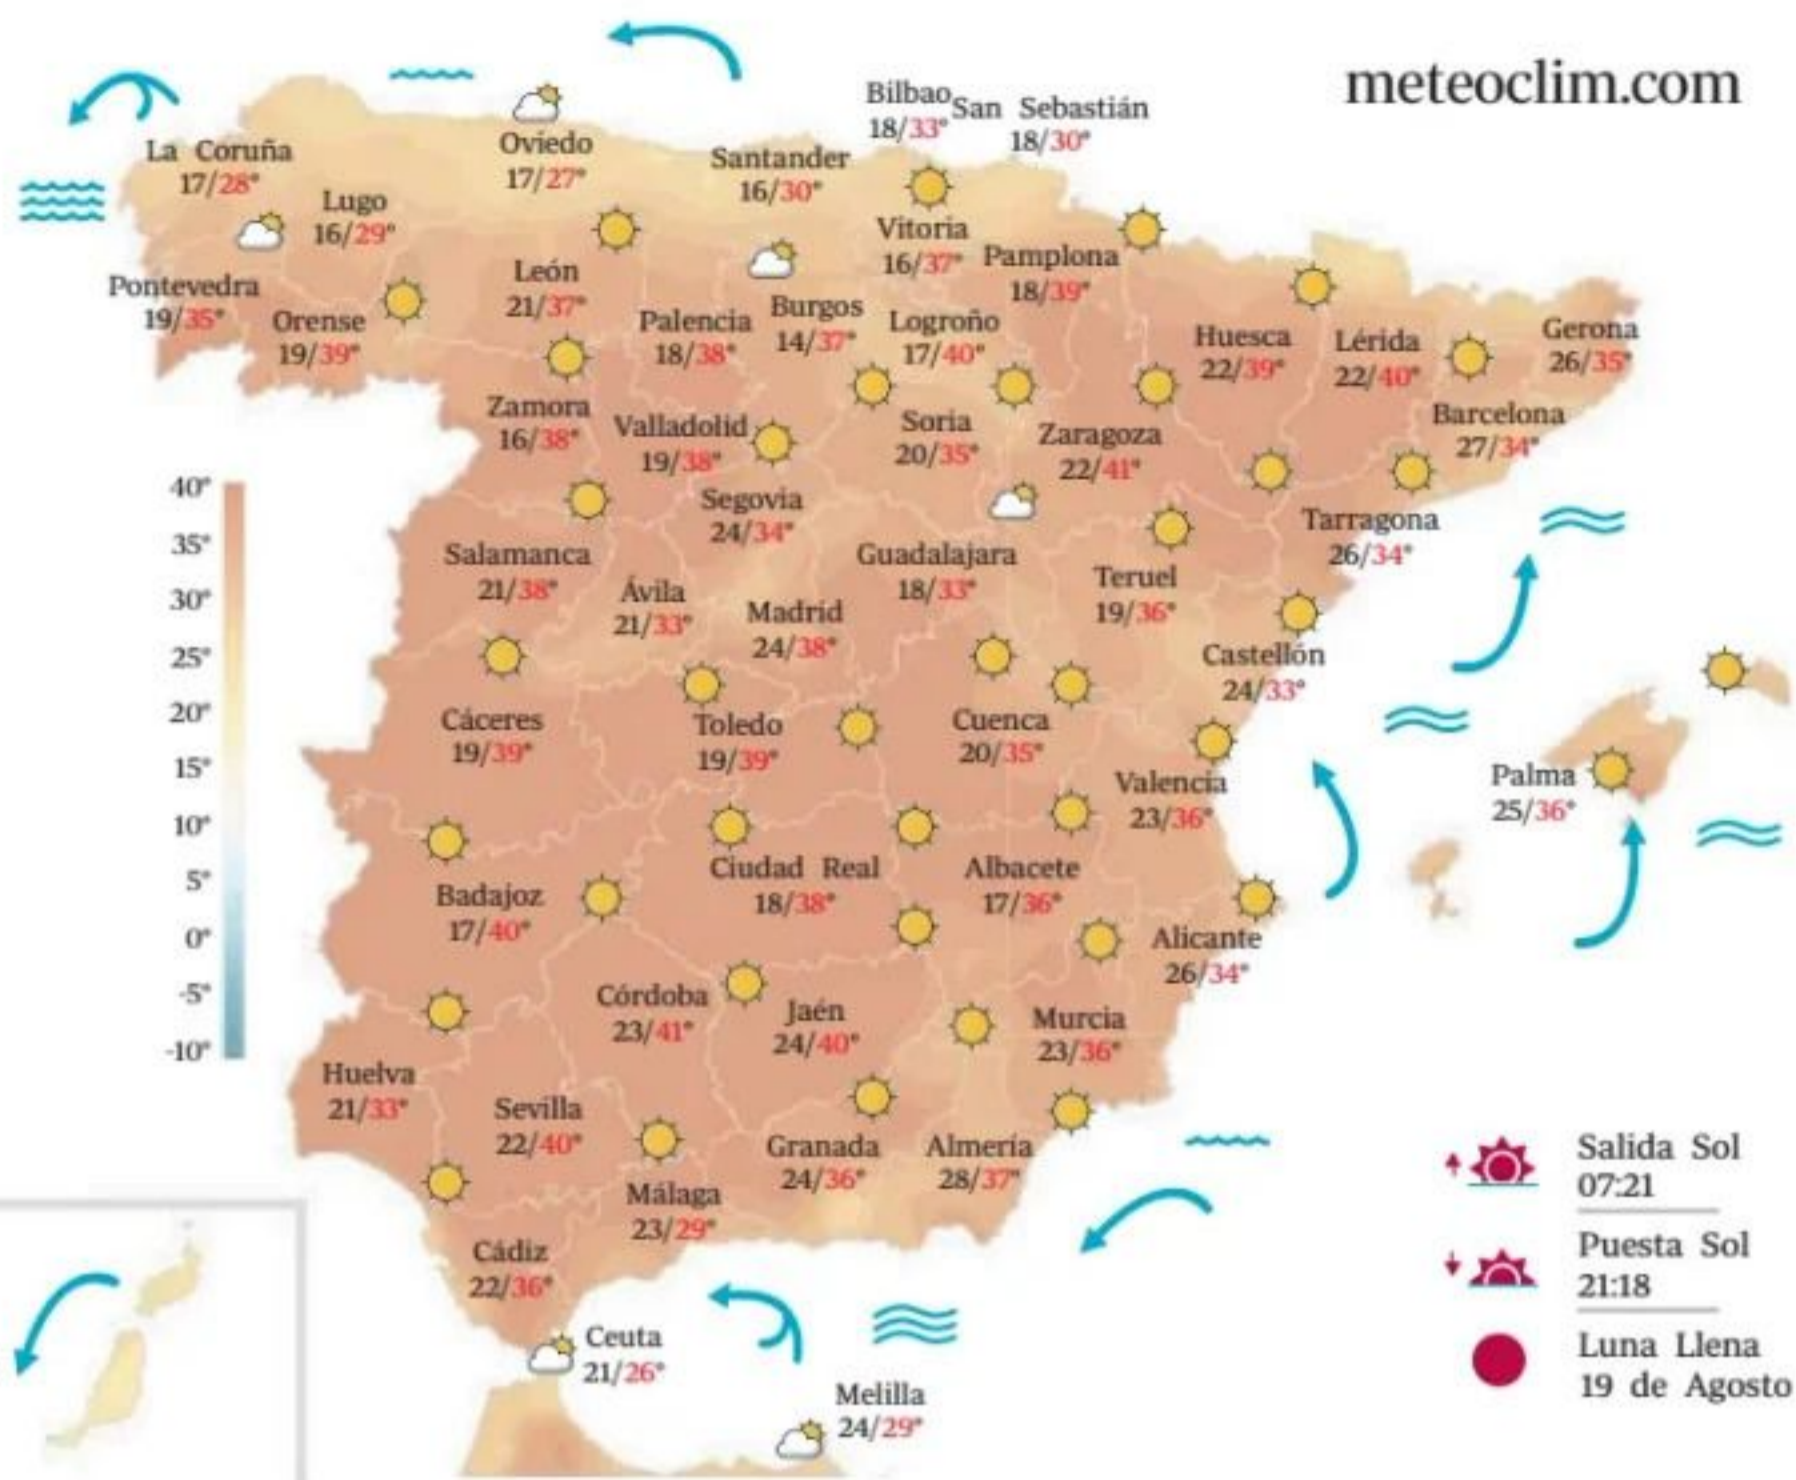 meteoclim.com
Bilbao
18/33°
San Sebastián
18/30°
La Coruña
17/28°
Oviedo
17/27°
Santander
16/30°
Lugo
16/29°
Vitoria
16/37°
Pamplona
18/39°
Pontevedra
19/35°
Orense
19/39°
León
21/37°
Palencia
18/38°
Burgos
14/37°
Logroño
17/40°
Huesca
22/39°
Lérida
22/40°
Gerona
26/35°
Zamora
16/38°
Valladolid
19/38°
Soria
20/35°
Zaragoza
22/41°
Barcelona
27/34°
Segovia
24/34°
Tarragona
26/34°
Salamanca
21/38°
Ávila
21/33°
Madrid
24/38°
Guadalajara
18/33°
Teruel
19/36°
Castellón
24/33°
Cáceres
19/39°
Toledo
19/39°
Cuenca
20/35°
Valencia
23/36°
Palma
25/36°
Badajoz
17/40°
Ciudad Real
18/38°
Albacete
17/36°
Alicante
26/34°
Córdoba
23/41°
Jaén
24/40°
Murcia
23/36°
Huelva
21/33°
Sevilla
22/40°
Granada
24/36°
Almería
28/37°
Málaga
23/29°
Cádiz
22/36°
Ceuta
21/26°
Melilla
24/29°
40°
35°
30°
25°
20°
15°
10°
5°
0°
-5°
-10°
Salida Sol
07:21
Puesta Sol
21:18
Luna Llena
19 de Agosto